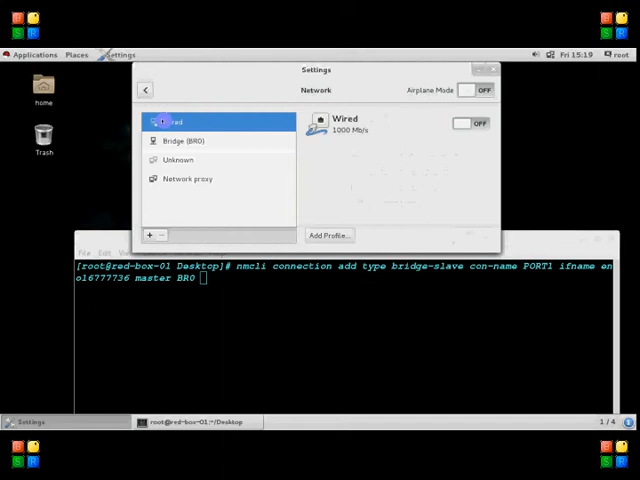 Applications Places Settings Fri 15:19 root
Settings
Network Airplane Mode OFF
home
Trash
Wired
1000 Mb/s
OFF
Bridge (BR0)
Unknown
Network proxy
+ − Add Profile...
File Edit
[root@red-box-01 Desktop]# nmcli connection add type bridge-slave con-name PORT1 ifname en
o16777736 master BR0
Settings root@red-box-01:~/Desktop 1 / 4
B
S R
B
S R
B
S R
B
S R